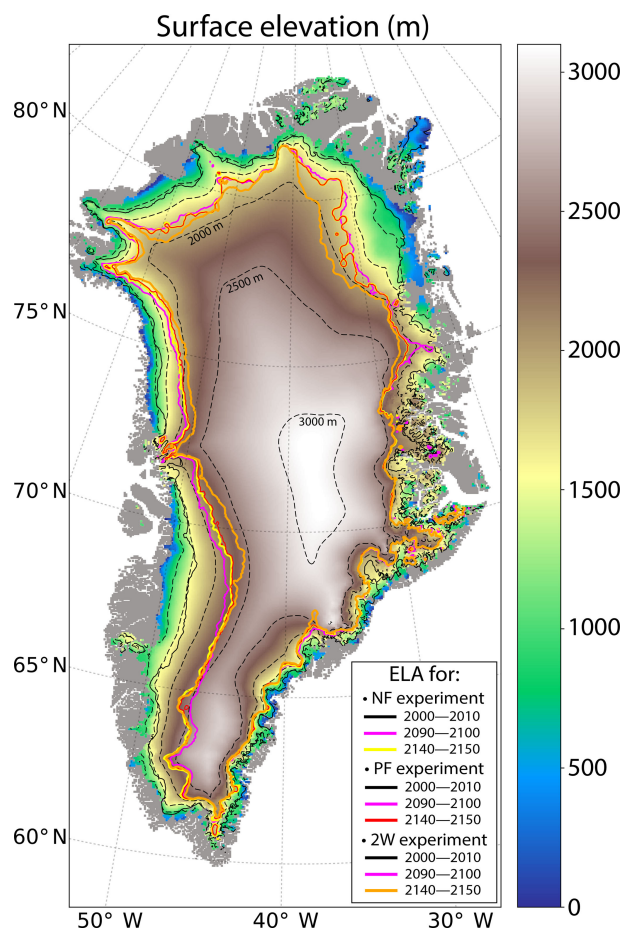 Surface elevation (m)
80° N
75° N
70° N
65° N
60° N
50° W
40° W
30° W
2000 m
2500 m
3000 m
3000
2500
2000
1500
1000
500
0
ELA for:
• NF experiment
2000—2010
2090—2100
2140—2150
• PF experiment
2000—2010
2090—2100
2140—2150
• 2W experiment
2000—2010
2090—2100
2140—2150